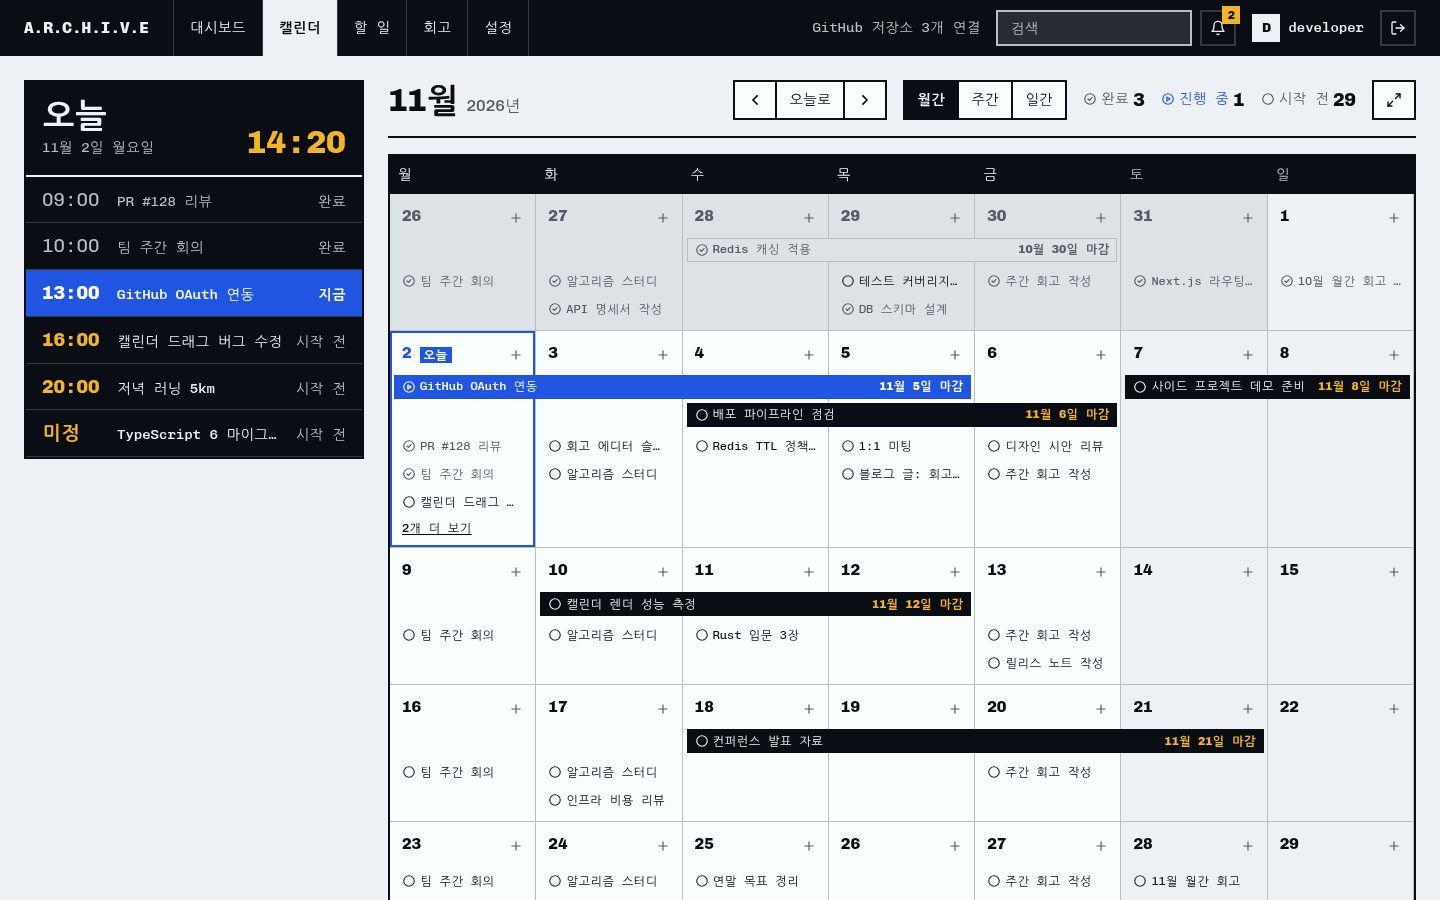 A.R.C.H.I.V.E 대시보드 캘린더 할 일 회고 설정 GitHub 저장소 3개 연결 검색 2 D developer
오늘
11월 2일 월요일 14:20
09:00 PR #128 리뷰 완료
10:00 팀 주간 회의 완료
13:00 GitHub OAuth 연동 지금
16:00 캘린더 드래그 버그 수정 시작 전
20:00 저녁 러닝 5km 시작 전
미정 TypeScript 6 마이그… 시작 전
11월 2026년 오늘로 월간 주간 일간 완료 3 진행 중 1 시작 전 29
월 화 수 목 금 토 일
26 27 28 29 30 31 1
Redis 캐싱 적용 10월 30일 마감
팀 주간 회의 알고리즘 스터디 테스트 커버리지… 주간 회고 작성 Next.js 라우팅… 10월 월간 회고 …
API 명세서 작성 DB 스키마 설계
2 오늘 3 4 5 6 7 8
GitHub OAuth 연동 11월 5일 마감 사이드 프로젝트 데모 준비 11월 8일 마감
배포 파이프라인 점검 11월 6일 마감
PR #128 리뷰 회고 에디터 슬… Redis TTL 정책… 1:1 미팅 디자인 시안 리뷰
팀 주간 회의 알고리즘 스터디 블로그 글: 회고… 주간 회고 작성
캘린더 드래그 …
2개 더 보기
9 10 11 12 13 14 15
캘린더 렌더 성능 측정 11월 12일 마감
팀 주간 회의 알고리즘 스터디 Rust 입문 3장 주간 회고 작성
릴리스 노트 작성
16 17 18 19 20 21 22
컨퍼런스 발표 자료 11월 21일 마감
팀 주간 회의 알고리즘 스터디 주간 회고 작성
인프라 비용 리뷰
23 24 25 26 27 28 29
팀 주간 회의 알고리즘 스터디 연말 목표 정리 주간 회고 작성 11월 월간 회고